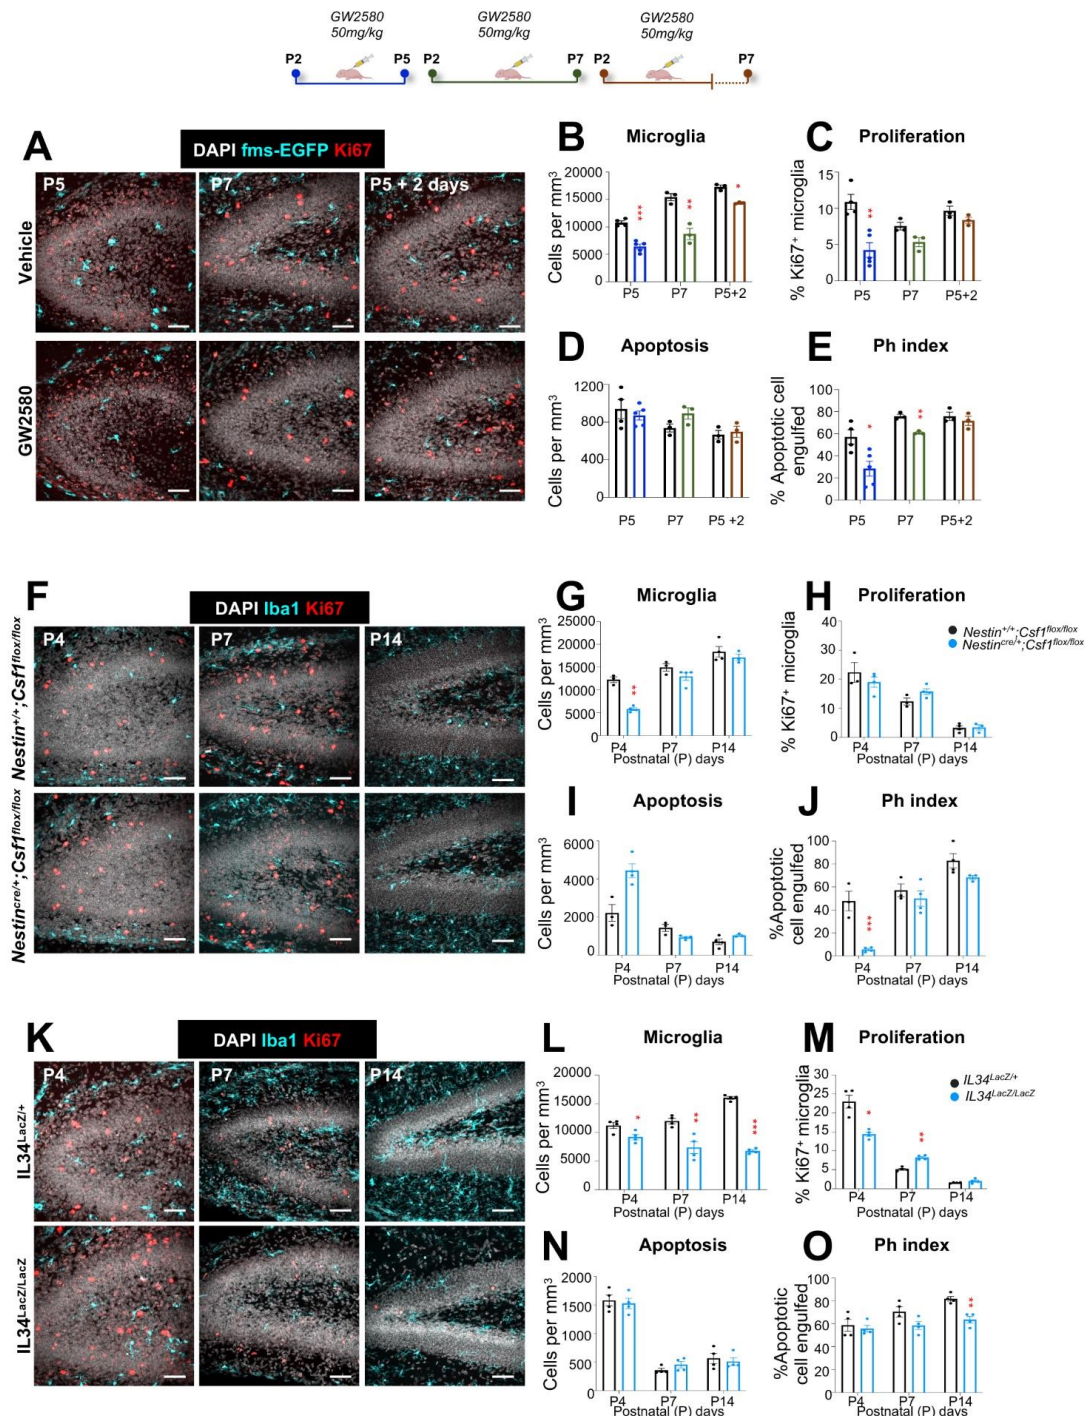 GW2580
50mg/kg
GW2580
50mg/kg
GW2580
50mg/kg
P2
P5
P2
P7
P2
P7
A
DAPI fms-EGFP Ki67
P5
P7
P5 + 2 days
Vehicle
GW2580
B
Microglia
Cells per mm³
20000
15000
10000
5000
0
***
**
*
P5
P7
P5+2
C
Proliferation
% Ki67⁺ microglia
15
10
5
0
**
P5
P7
P5+2
D
Apoptosis
Cells per mm³
1200
800
400
0
P5
P7
P5 +2
E
Ph index
% Apoptotic cell
engulfed
100
80
60
40
20
0
*
**
P5
P7
P5+2
F
DAPI Iba1 Ki67
P4
P7
P14
Nestin+/+;Csf1flox/flox
Nestincre/+;Csf1flox/flox
G
Microglia
Cells per mm³
25000
20000
15000
10000
5000
0
**
P4
P7
P14
Postnatal (P) days
H
Proliferation
% Ki67⁺ microglia
40
30
20
10
0
Nestin+/+;Csf1flox/flox
Nestincre/+;Csf1flox/flox
P4
P7
P14
Postnatal (P) days
I
Apoptosis
Cells per mm³
6000
4000
2000
0
P4
P7
P14
Postnatal (P) days
J
Ph index
%Apoptotic
cell engulfed
100
80
60
40
20
0
***
P4
P7
P14
Postnatal (P) days
K
DAPI Iba1 Ki67
P4
P7
P14
IL34LacZ/+
IL34LacZ/LacZ
L
Microglia
Cells per mm³
20000
15000
10000
5000
0
*
**
***
P4
P7
P14
Postnatal (P) days
M
Proliferation
% Ki67⁺ microglia
30
25
20
15
10
5
0
*
**
IL34LacZ/+
IL34LacZ/LacZ
P4
P7
P14
Postnatal (P) days
N
Apoptosis
Cells per mm³
2000
1500
1000
500
0
P4
P7
P14
Postnatal (P) days
O
Ph index
%Apoptotic
cell engulfed
100
80
60
40
20
0
**
P4
P7
P14
Postnatal (P) days